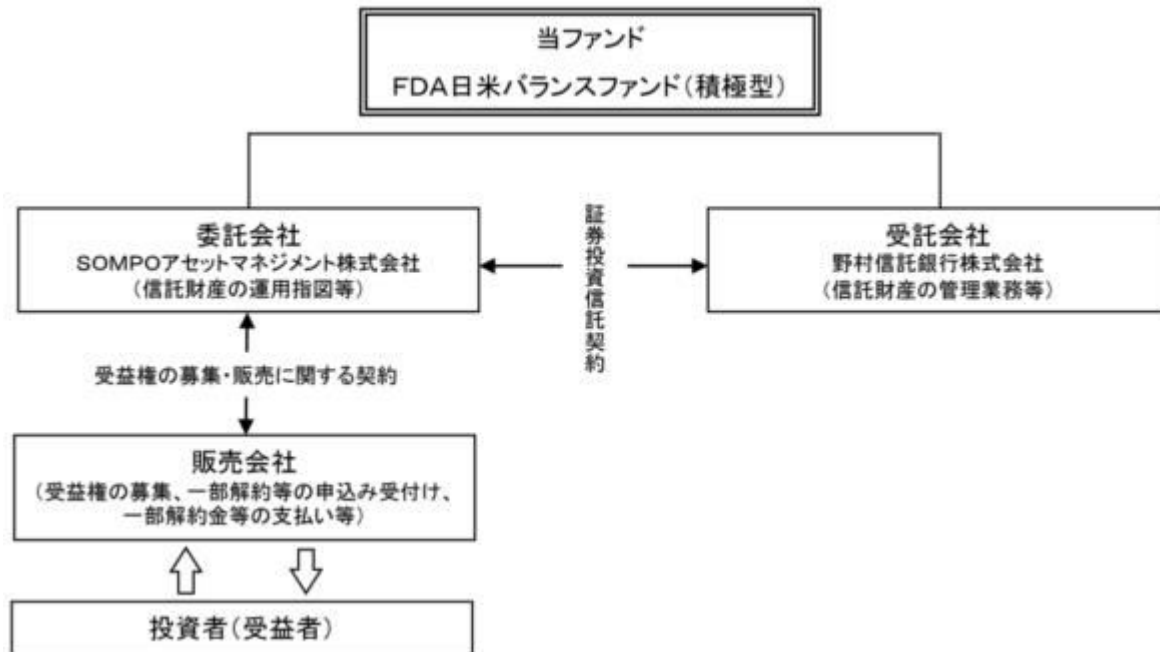 当ファンド
FDA日米バランスファンド(積極型)
委託会社
SOMPOアセットマネジメント株式会社
(信託財産の運用指図等)
証券投資信託契約
受託会社
野村信託銀行株式会社
(信託財産の管理業務等)
受益権の募集・販売に関する契約
販売会社
(受益権の募集、一部解約等の申込み受付け、
一部解約金等の支払い等)
投資者(受益者)